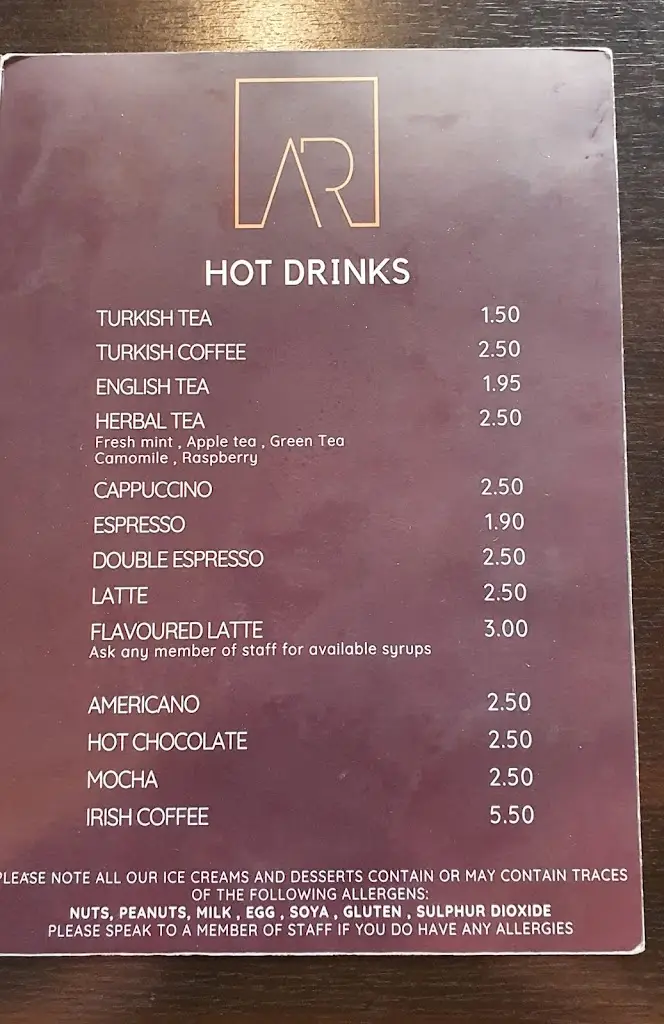 AR
HOT DRINKS
TURKISH TEA 1.50
TURKISH COFFEE 2.50
ENGLISH TEA 1.95
HERBAL TEA 2.50
Fresh mint , Apple tea , Green Tea
Camomile , Raspberry
CAPPUCCINO 2.50
ESPRESSO 1.90
DOUBLE ESPRESSO 2.50
LATTE 2.50
FLAVOURED LATTE 3.00
Ask any member of staff for available syrups
AMERICANO 2.50
HOT CHOCOLATE 2.50
MOCHA 2.50
IRISH COFFEE 5.50
PLEASE NOTE ALL OUR ICE CREAMS AND DESSERTS CONTAIN OR MAY CONTAIN TRACES
OF THE FOLLOWING ALLERGENS:
NUTS, PEANUTS, MILK , EGG , SOYA , GLUTEN , SULPHUR DIOXIDE
PLEASE SPEAK TO A MEMBER OF STAFF IF YOU DO HAVE ANY ALLERGIES